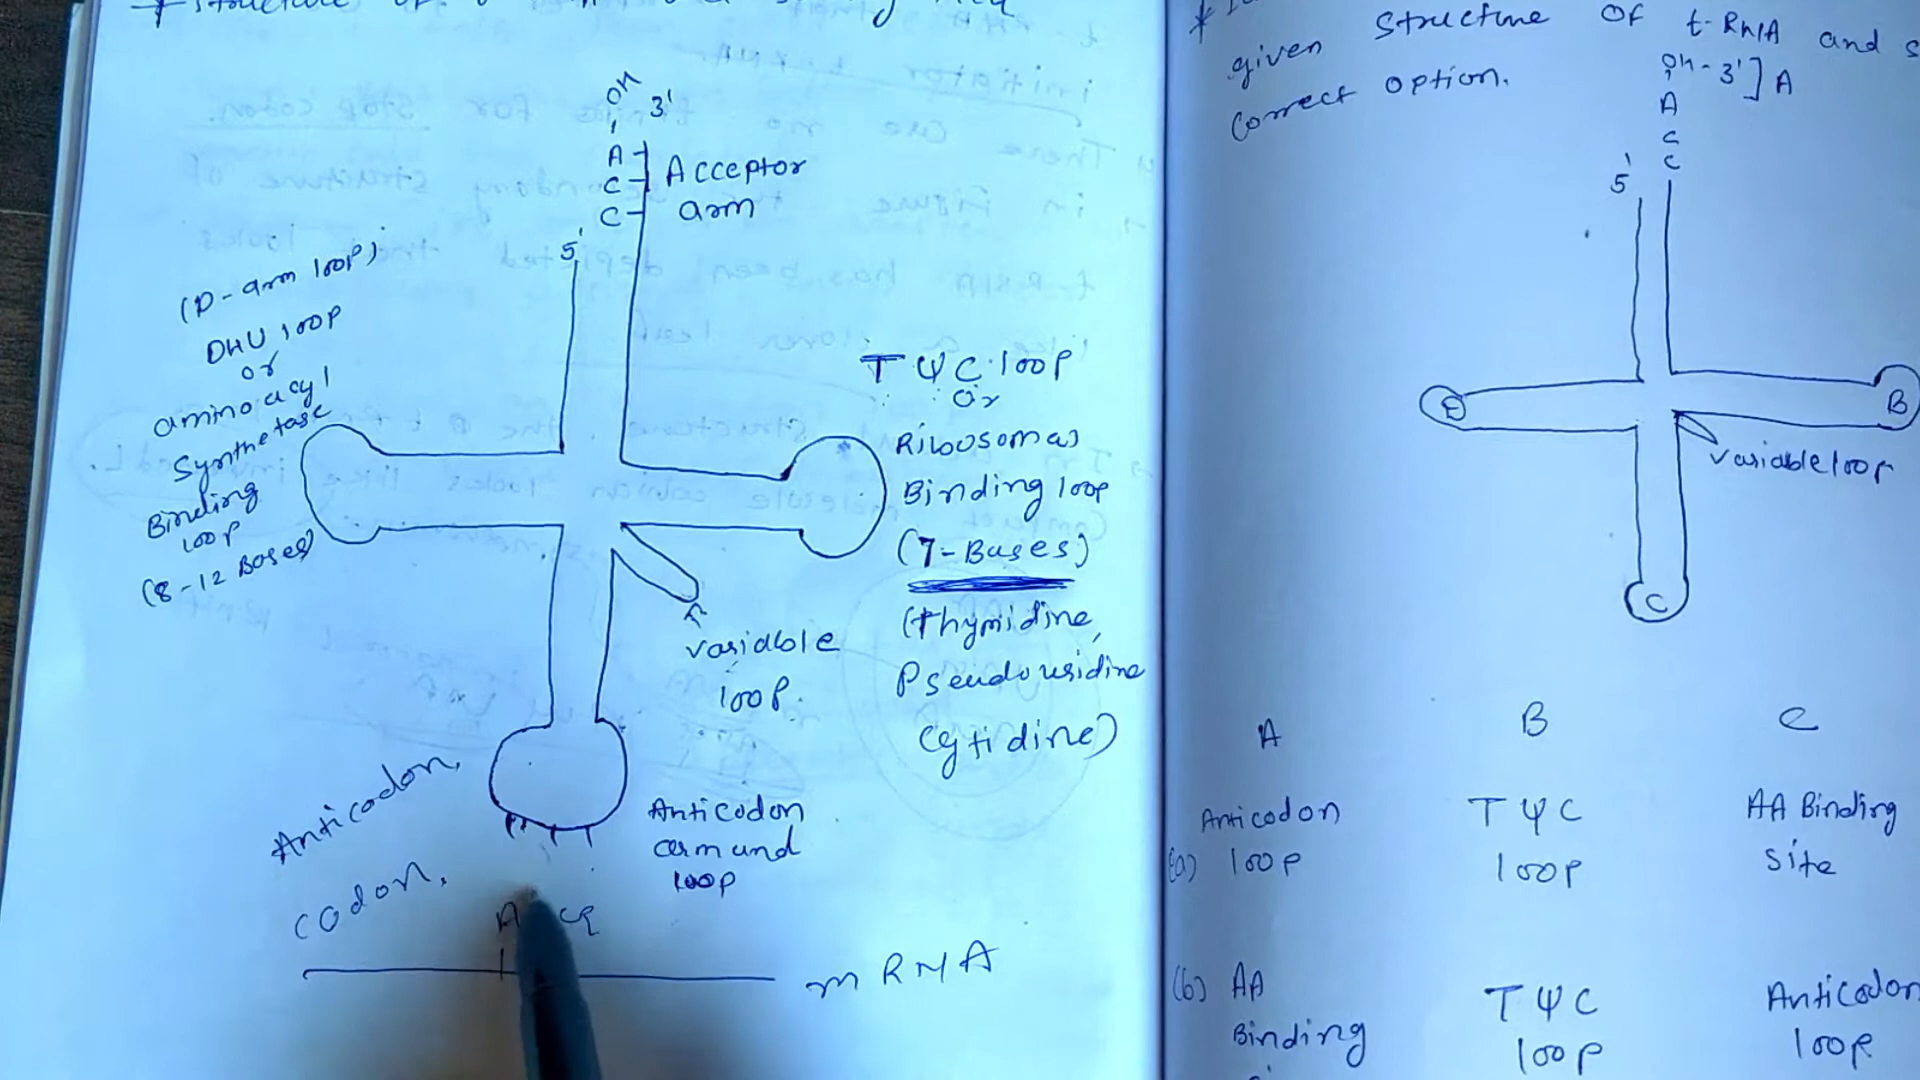 OH
3'
A
C
C
Acceptor
arm
5'
(D-arm loop)
DHU loop
or
amino acyl
Synthetase
Binding
loop
(8-12 Bases)
TΨC loop
Or
Ribosomal
Binding loop
(7-Bases)
(Thymidine,
Pseudouridine
Cytidine)
variable
loop.
Anticodon
arm and
loop
Anticodon.
codon.
mRNA
given Structure Of t-RNA and
correct option.
OH-3'] A
A
C
C
5'
B
variable loop
C
A
B
C
Anticodon
(a) loop
TΨC
loop
AA Binding
Site
(b) AA
Binding
TΨC
loop
Anticodon
loop